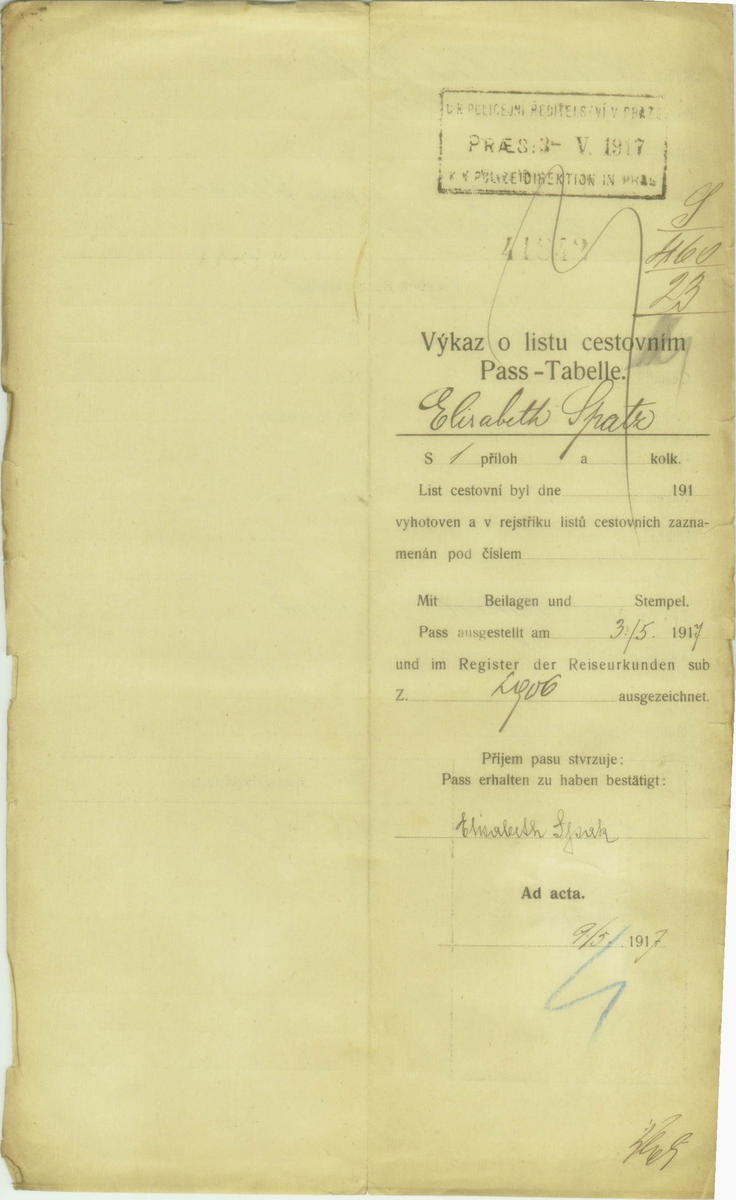 C.K. POLICEJNÍ ŘEDITELSTVÍ V PRAZE
PRÆS: 3- V. 1917
K.K. POLIZEIDIREKTION IN PRAG
S
460
23
Výkaz o listu cestovním
Pass-Tabelle.
Elisabeth Spatz
S 1 příloh a kolk.
List cestovní byl dne 191
vyhotoven a v rejstříku listů cestovních zazna-
menán pod číslem
Mit Beilagen und Stempel.
Pass ausgestellt am 3./5. 1917
und im Register der Reiseurkunden sub
Z. 2906 ausgezeichnet.
Příjem pasu stvrzuje:
Pass erhalten zu haben bestätigt:
Elisabeth Spatz
Ad acta.
9/5. 1917